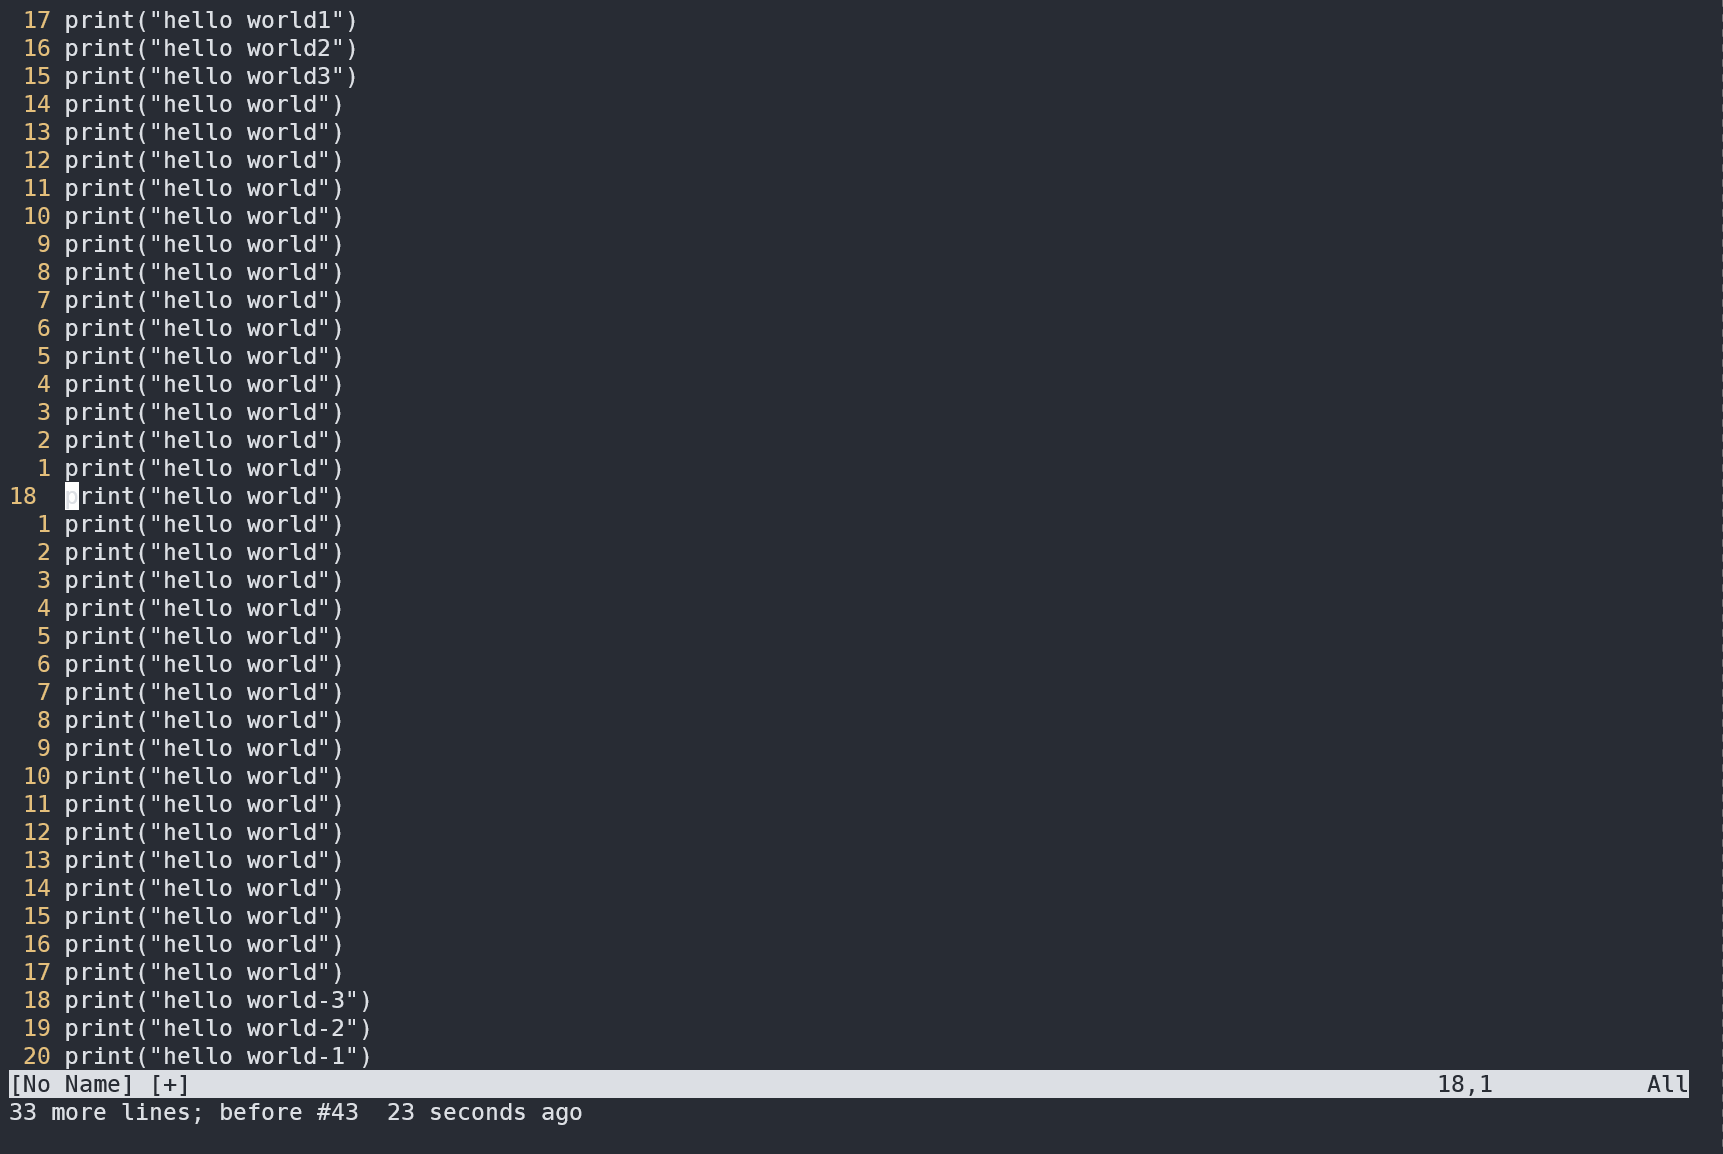 17 print("hello world1")
16 print("hello world2")
15 print("hello world3")
14 print("hello world")
13 print("hello world")
12 print("hello world")
11 print("hello world")
10 print("hello world")
9 print("hello world")
8 print("hello world")
7 print("hello world")
6 print("hello world")
5 print("hello world")
4 print("hello world")
3 print("hello world")
2 print("hello world")
1 print("hello world")
18 print("hello world")
1 print("hello world")
2 print("hello world")
3 print("hello world")
4 print("hello world")
5 print("hello world")
6 print("hello world")
7 print("hello world")
8 print("hello world")
9 print("hello world")
10 print("hello world")
11 print("hello world")
12 print("hello world")
13 print("hello world")
14 print("hello world")
15 print("hello world")
16 print("hello world")
17 print("hello world")
18 print("hello world-3")
19 print("hello world-2")
20 print("hello world-1")
[No Name] [+] 18,1 All
33 more lines; before #43  23 seconds ago